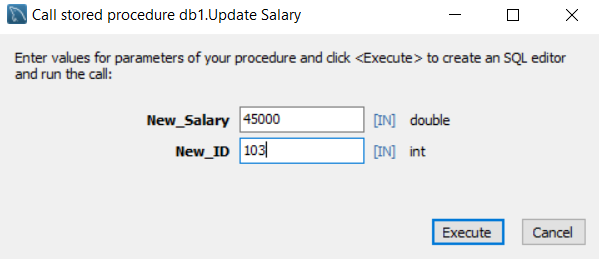 Call stored procedure db1.Update Salary
Enter values for parameters of your procedure and click <Execute> to create an SQL editor
and run the call:
New_Salary 45000 [IN] double
New_ID 103 [IN] int
Execute Cancel